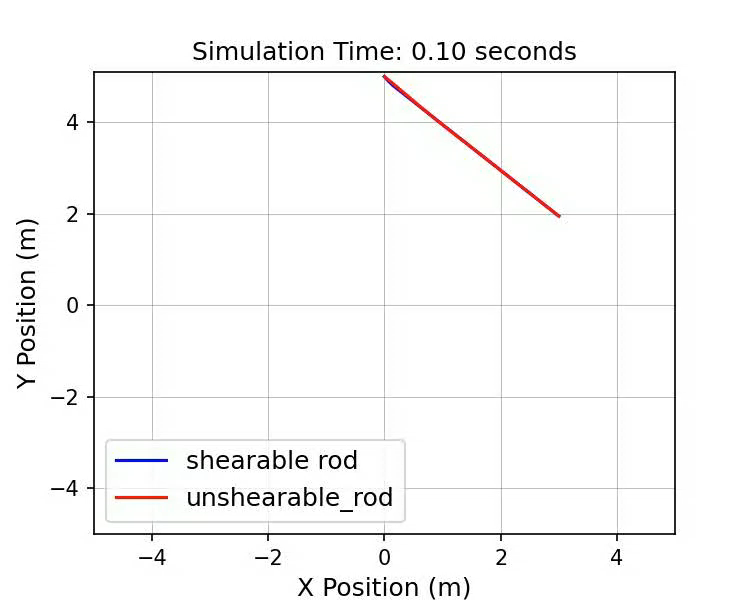 Simulation Time: 0.10 seconds
4
2
0
−2
−4
Y Position (m)
shearable rod
unshearable_rod
−4 −2 0 2 4
X Position (m)